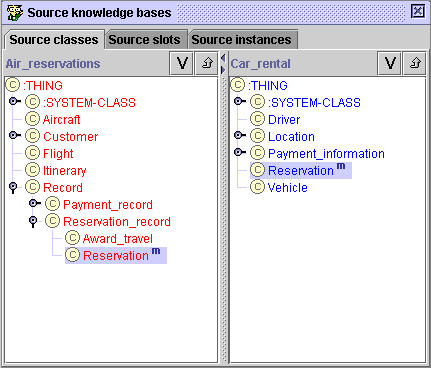 Source knowledge bases
Source classes Source slots Source instances
Air_reservations V
C :THING
C :SYSTEM-CLASS
C Aircraft
C Customer
C Flight
C Itinerary
C Record
C Payment_record
C Reservation_record
C Award_travel
C Reservation m
Car_rental V
C :THING
C :SYSTEM-CLASS
C Driver
C Location
C Payment_information
C Reservation m
C Vehicle